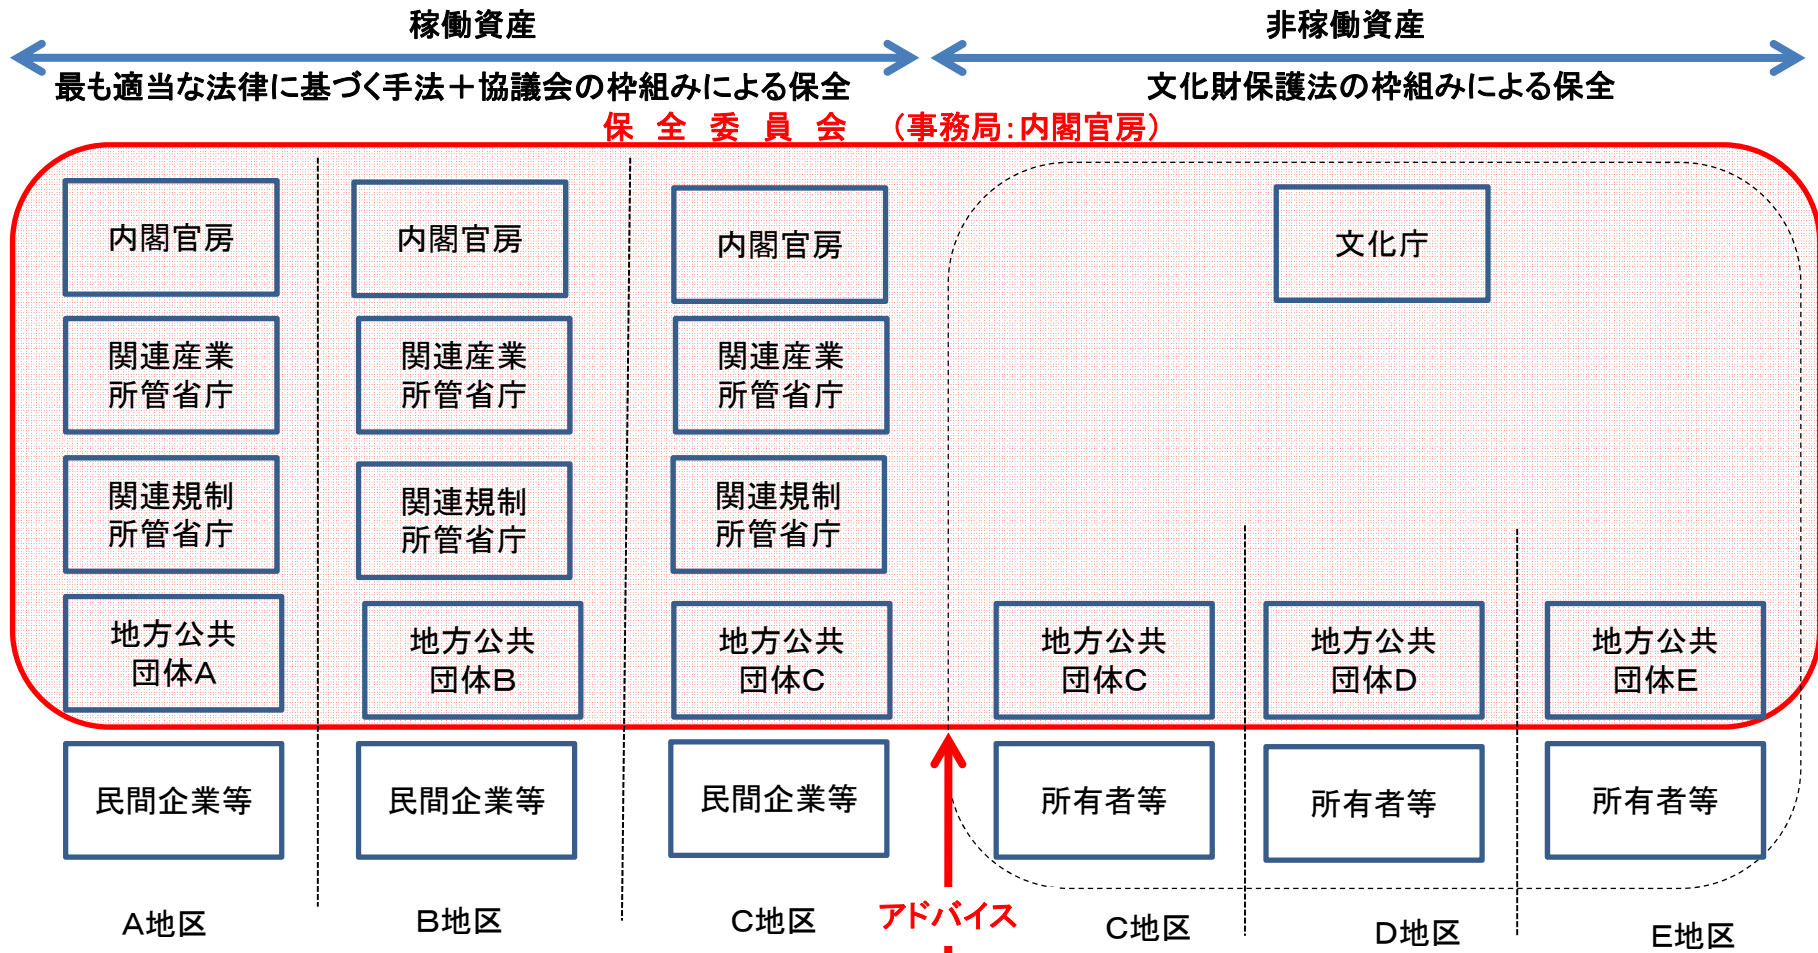 稼働資産
非稼働資産
最も適当な法律に基づく手法＋協議会の枠組みによる保全
文化財保護法の枠組みによる保全
保全委員会　（事務局：内閣官房）
内閣官房
内閣官房
内閣官房
文化庁
関連産業
所管省庁
関連産業
所管省庁
関連産業
所管省庁
関連規制
所管省庁
関連規制
所管省庁
関連規制
所管省庁
地方公共
団体A
地方公共
団体B
地方公共
団体C
地方公共
団体C
地方公共
団体D
地方公共
団体E
民間企業等
民間企業等
民間企業等
所有者等
所有者等
所有者等
A地区
B地区
C地区
アドバイス
C地区
D地区
E地区